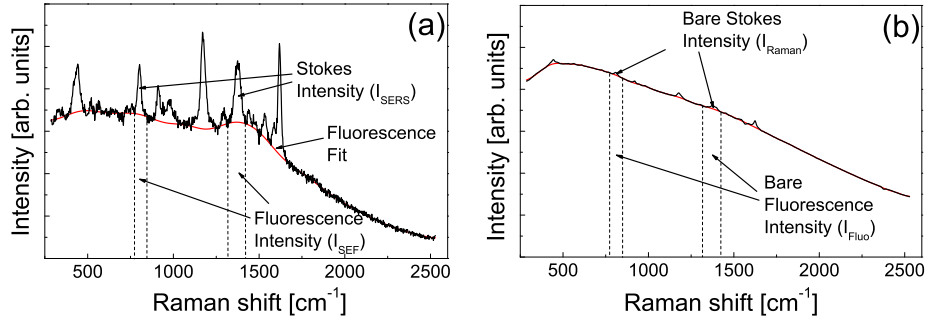 (a)
Intensity [arb. units]
Stokes
Intensity (I_SERS)
Fluorescence
Fit
Fluorescence
Intensity (I_SEF)
500 1000 1500 2000 2500
Raman shift [cm⁻¹]
(b)
Intensity [arb. units]
Bare Stokes
Intensity (I_Raman)
Bare
Fluorescence
Intensity (I_Fluo)
500 1000 1500 2000 2500
Raman shift [cm⁻¹]